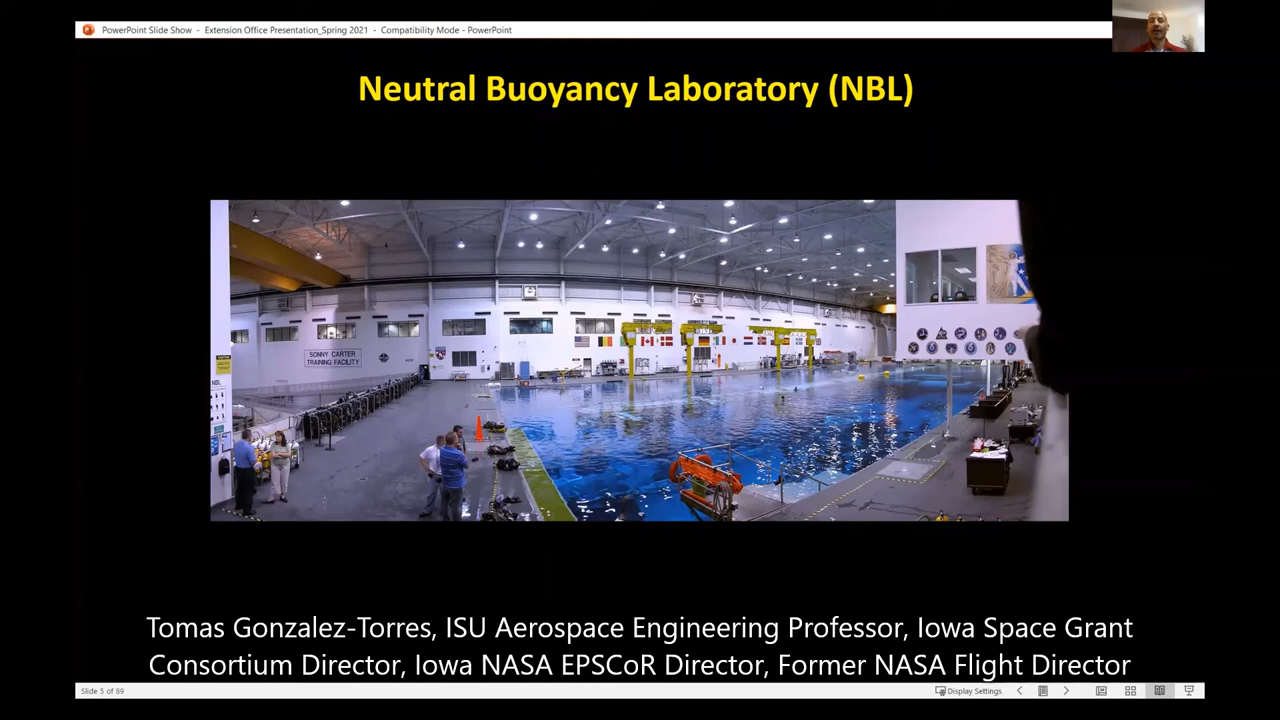 PowerPoint Slide Show - Extension Office Presentation_Spring 2021 - Compatibility Mode - PowerPoint
Neutral Buoyancy Laboratory (NBL)
SONNY CARTER
TRAINING FACILITY
NBL
Tomas Gonzalez-Torres, ISU Aerospace Engineering Professor, Iowa Space Grant
Consortium Director, Iowa NASA EPSCoR Director, Former NASA Flight Director
Slide 5 of 89
Display Settings